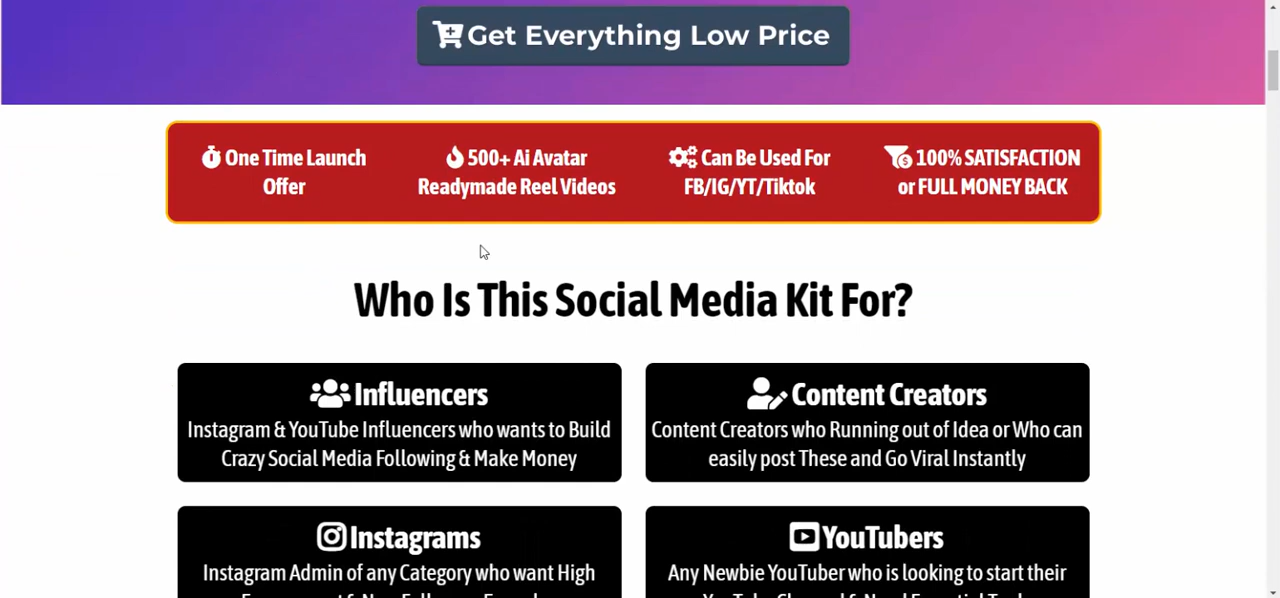 Get Everything Low Price
One Time Launch
Offer
500+ Ai Avatar
Readymade Reel Videos
Can Be Used For
FB/IG/YT/Tiktok
100% SATISFACTION
or FULL MONEY BACK
Who Is This Social Media Kit For?
Influencers
Instagram & YouTube Influencers who wants to Build
Crazy Social Media Following & Make Money
Content Creators
Content Creators who Running out of Idea or Who can
easily post These and Go Viral Instantly
Instagrams
Instagram Admin of any Category who want High
YouTubers
Any Newbie YouTuber who is looking to start their